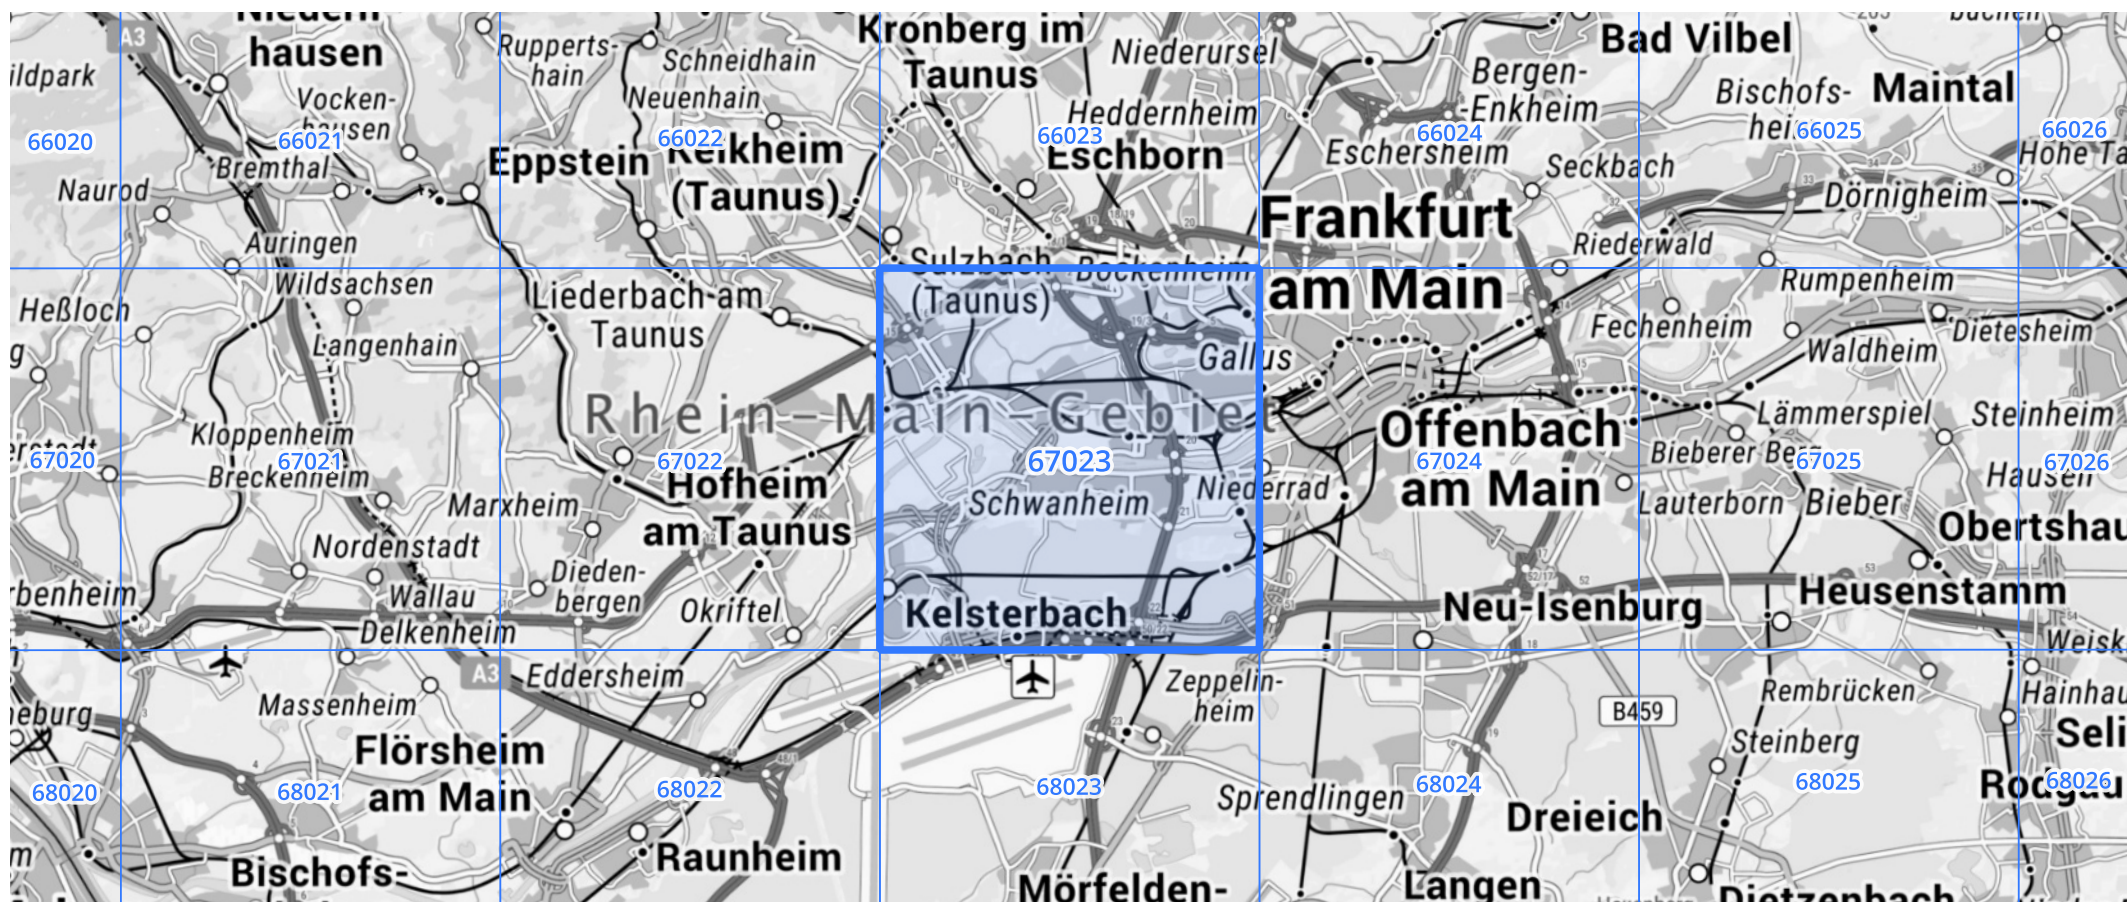 hausen
Kronberg im
Taunus
Bad Vilbel
A3
Rupperts-
hain
Schneidhain
Niederursel
Bergen-
-Enkheim
Maintal
Bischofs-
Vocken-
hausen
Neuenhain
Heddernheim
66020
66021
66022
66023
66024
66025
66026
Bremthal
Eppstein
Kelkheim
(Taunus)
Eschborn
Eschersheim
Seckbach
Naurod
Dörnigheim
Frankfurt
am Main
Riederwald
Auringen
Wildsachsen
Sulzbach
(Taunus)
Bockenheim
Rumpenheim
Heßloch
Liederbach am
Taunus
Fechenheim
Dietesheim
Langenhain
Gallus
Waldheim
Rhein-Main-Gebiet
Lämmerspiel
Steinheim
Kloppenheim
Offenbach
am Main
67020
67021
67022
67023
67024
67025
67026
Breckenheim
Hofheim
am Taunus
Hausen
Marxheim
Schwanheim
Niederrad
Lauterborn
Bieber
Nordenstadt
Dieden-
bergen
Wallau
Okriftel
Kelsterbach
Neu-Isenburg
Heusenstamm
Delkenheim
A3
Eddersheim
Zeppelin-
heim
Rembrücken
Massenheim
B459
Flörsheim
am Main
Steinberg
68020
68021
68022
68023
68024
68025
68026
Sprendlingen
Dreieich
Raunheim
Bischofs-
Mörfelden-
Langen
Dietzenbach